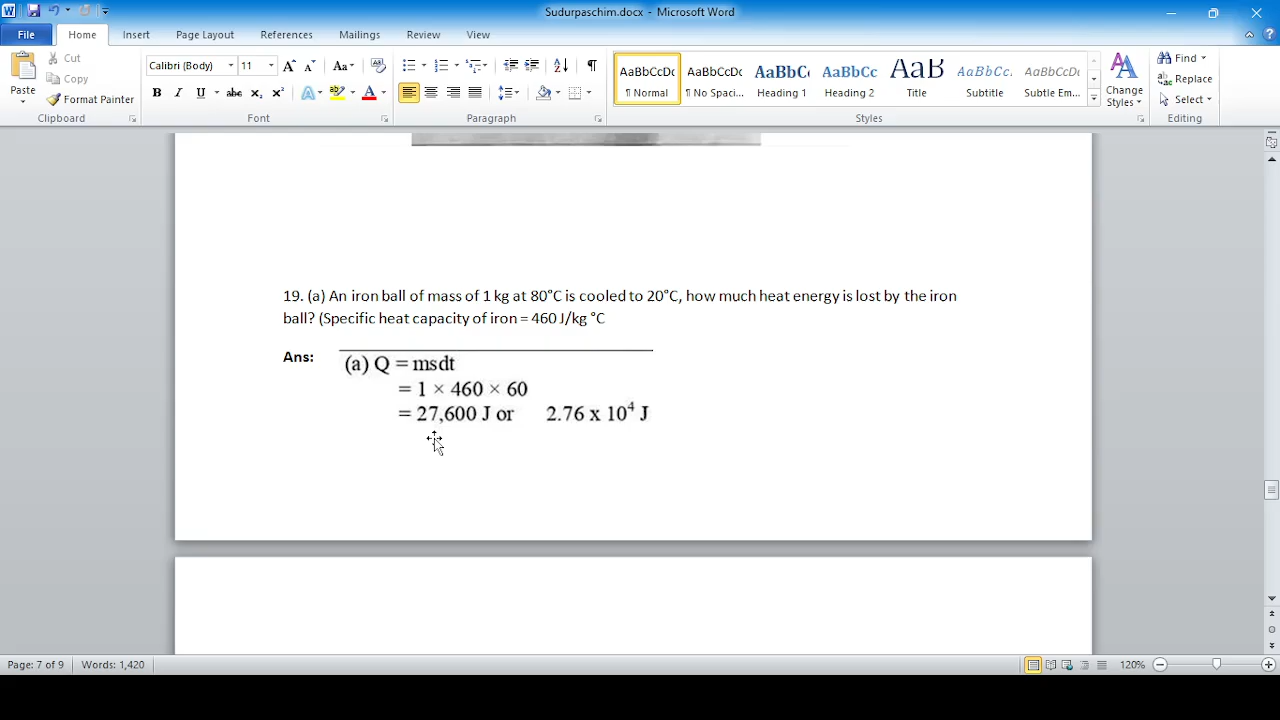 Sudurpaschim.docx - Microsoft Word
File Home Insert Page Layout References Mailings Review View
Paste
Cut
Copy
Format Painter
Clipboard
Calibri (Body) 11
Font
Paragraph
AaBbCcDc
¶ Normal
AaBbCcDc
¶ No Spaci...
AaBbC
Heading 1
AaBbCc
Heading 2
AaB
Title
AaBbCc.
Subtitle
AaBbCcDc
Subtle Em...
Change
Styles
Styles
Find
Replace
Select
Editing
19. (a) An iron ball of mass of 1 kg at 80°C is cooled to 20°C, how much heat energy is lost by the iron
ball? (Specific heat capacity of iron = 460 J/kg °C
Ans:
(a) Q = msdt
= 1 × 460 × 60
= 27,600 J or 2.76 x 10⁴ J
Page: 7 of 9 Words: 1,420 120%